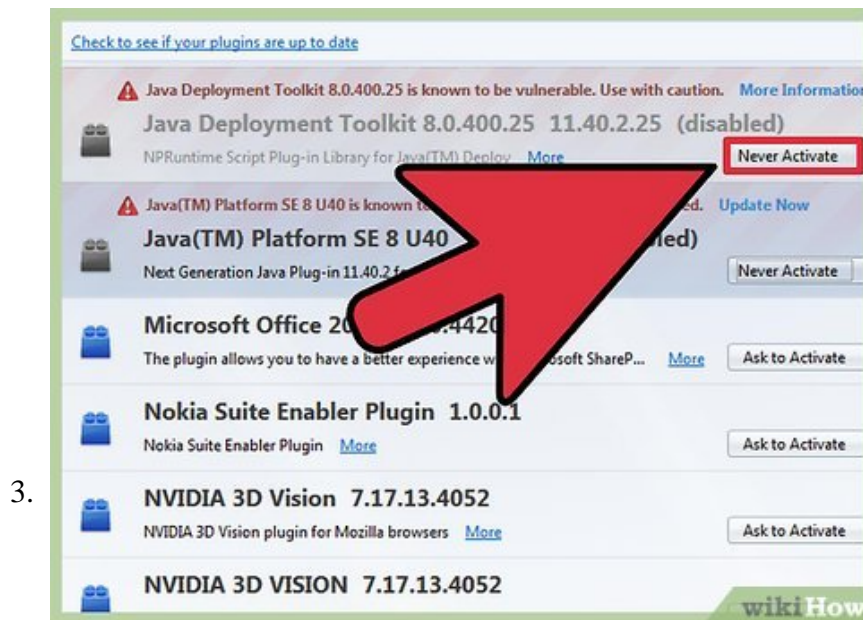 Check to see if your plugins are up to date
Java Deployment Toolkit 8.0.400.25 is known to be vulnerable. Use with caution. More Information
Java Deployment Toolkit 8.0.400.25 11.40.2.25 (disabled)
NPRuntime Script Plug-in Library for Java(TM) Deploy More
Never Activate
Java(TM) Platform SE 8 U40 is known Update Now
Java(TM) Platform SE 8 U40
Next Generation Java Plug-in 11.40.2
Never Activate
Microsoft Office
The plugin allows you to have a better experience ShareP... More
Ask to Activate
Nokia Suite Enabler Plugin 1.0.0.1
Nokia Suite Enabler Plugin More
Ask to Activate
3.
NVIDIA 3D Vision 7.17.13.4052
NVIDIA 3D Vision plugin for Mozilla browsers More
Ask to Activate
NVIDIA 3D VISION 7.17.13.4052
wikiHow